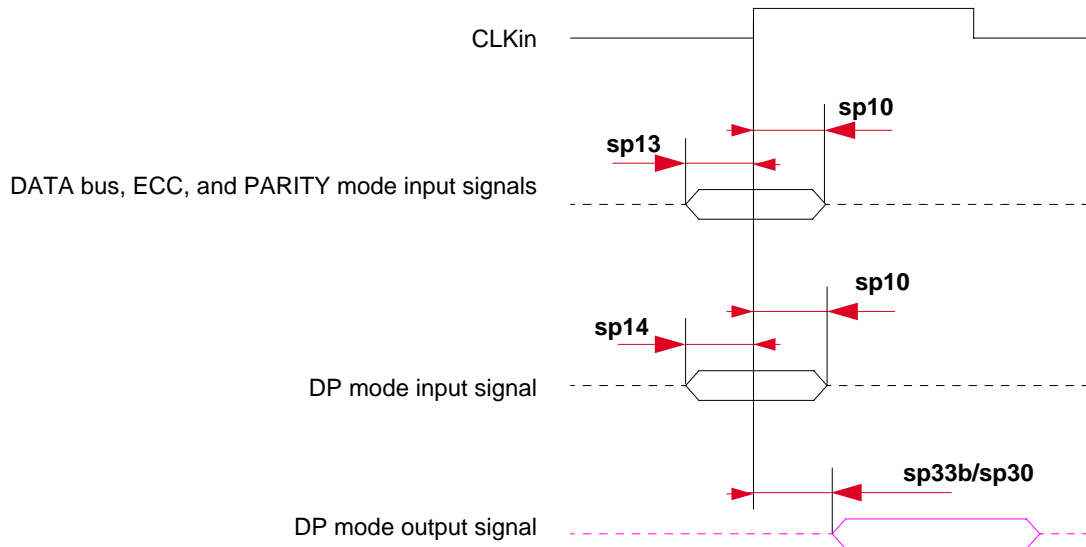 CLKin
sp10
sp13
DATA bus, ECC, and PARITY mode input signals
sp10
sp14
DP mode input signal
sp33b/sp30
DP mode output signal